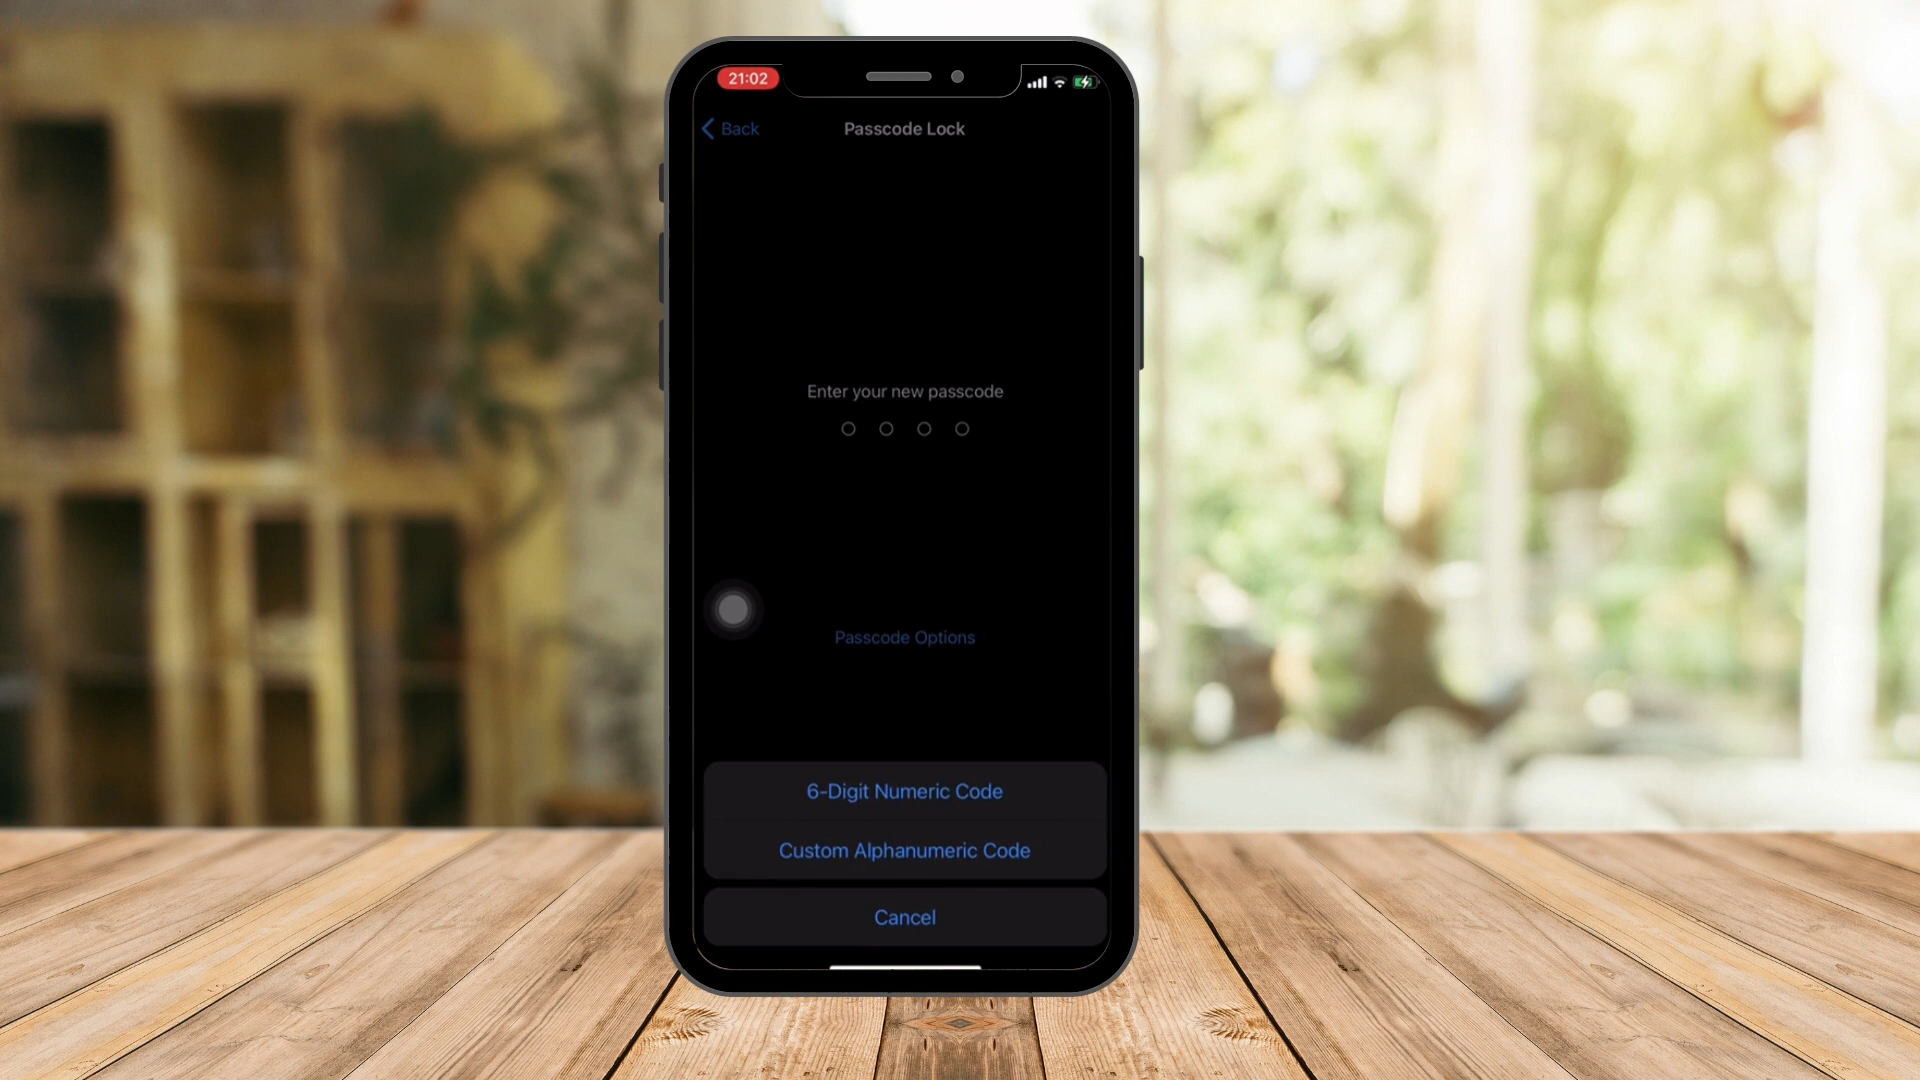 21:02
Back
Passcode Lock
Enter your new passcode
Passcode Options
6-Digit Numeric Code
Custom Alphanumeric Code
Cancel